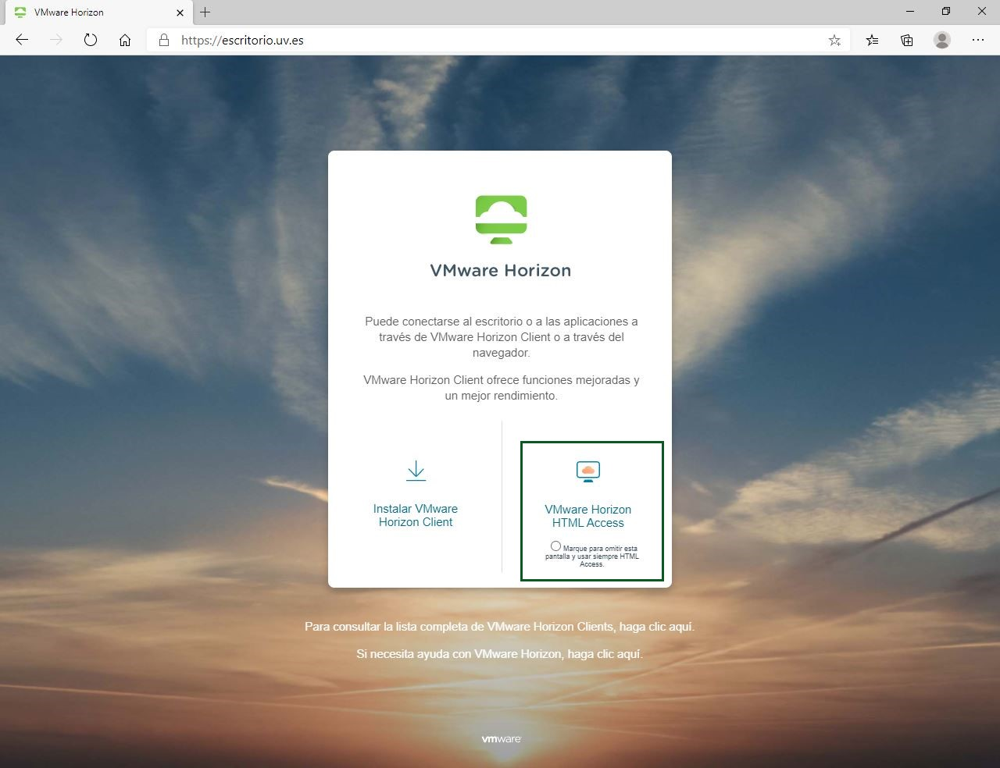 VMware Horizon
https://escritorio.uv.es
VMware Horizon
Puede conectarse al escritorio o a las aplicaciones a
través de VMware Horizon Client o a través del
navegador.
VMware Horizon Client ofrece funciones mejoradas y
un mejor rendimiento.
Instalar VMware
Horizon Client
VMware Horizon
HTML Access
Marque para omitir esta
pantalla y usar siempre HTML
Access.
Para consultar la lista completa de VMware Horizon Clients, haga clic aquí.
Si necesita ayuda con VMware Horizon, haga clic aquí.
vmware